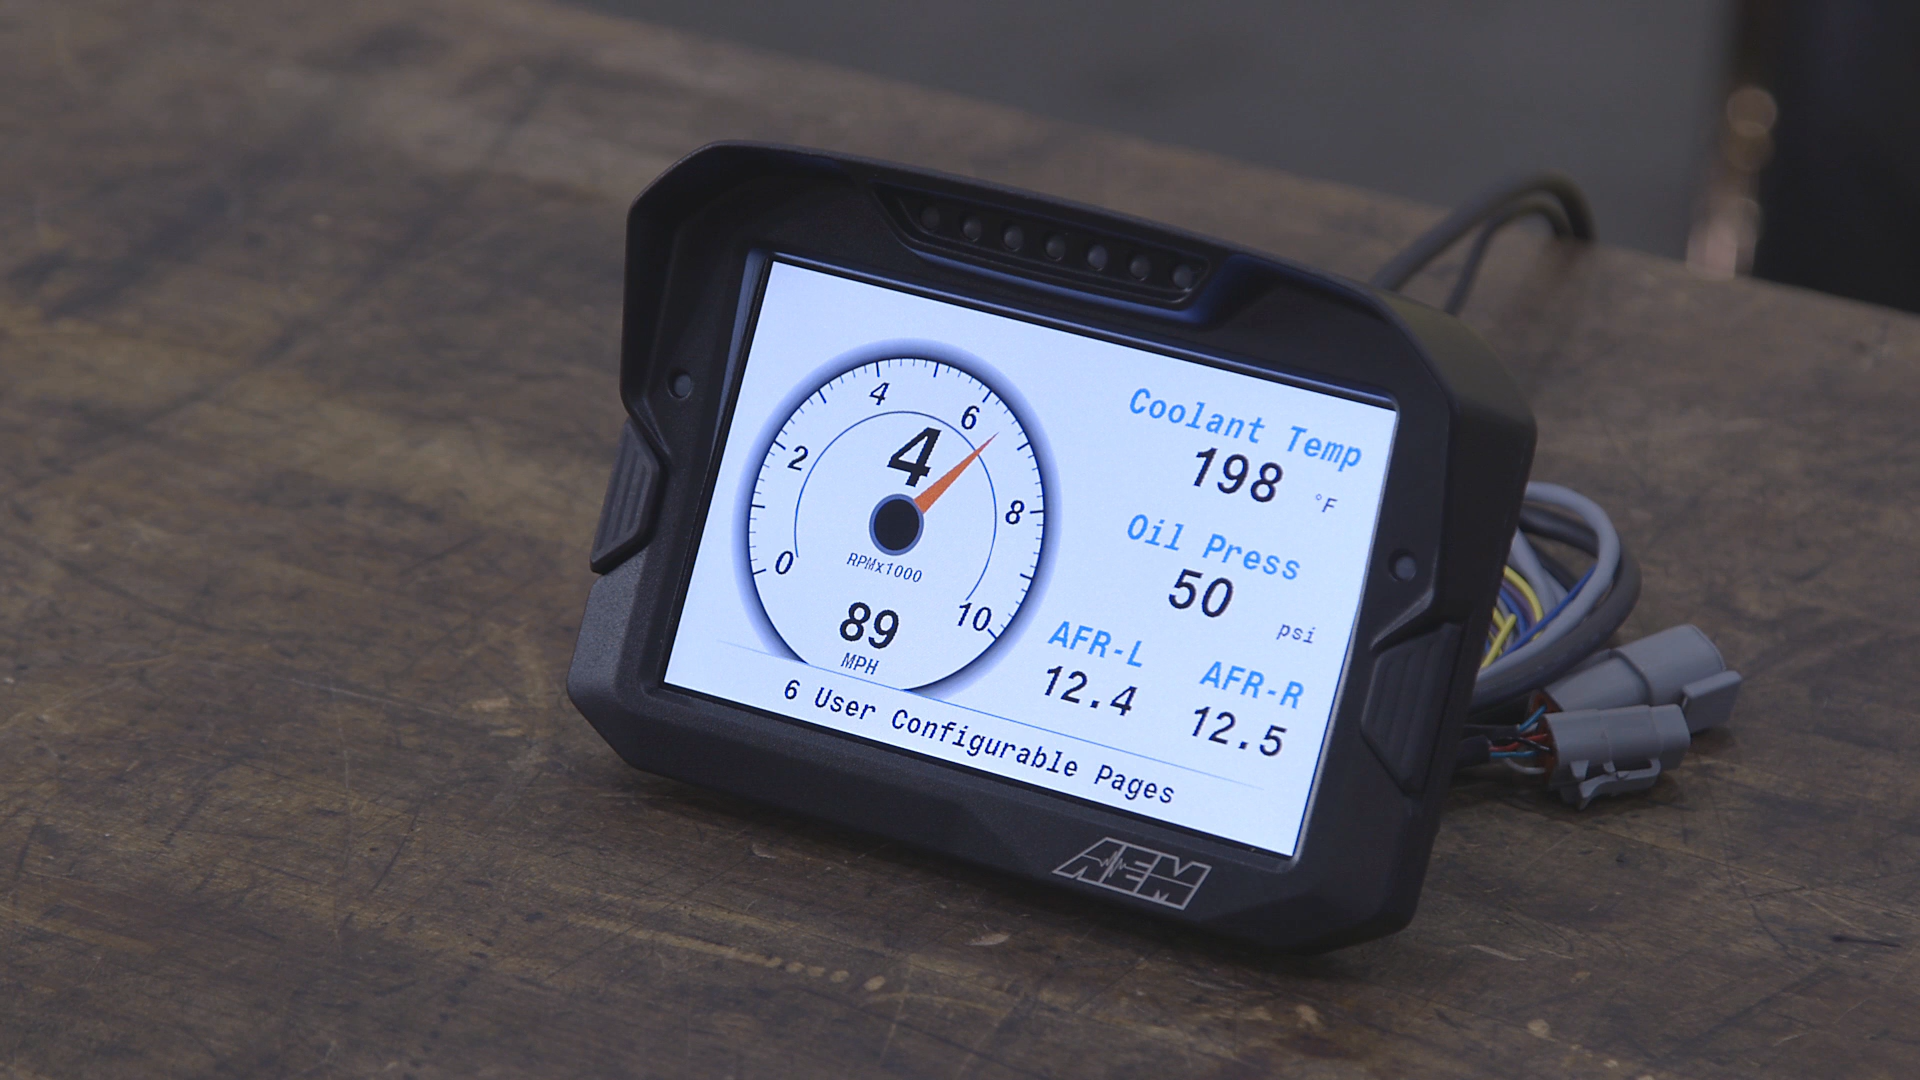 4
6
2
4
8
0
RPMx1000
10
89
MPH
Coolant Temp
198 °F
Oil Press
50 psi
AFR-L AFR-R
12.4 12.5
6 User Configurable Pages
AEM